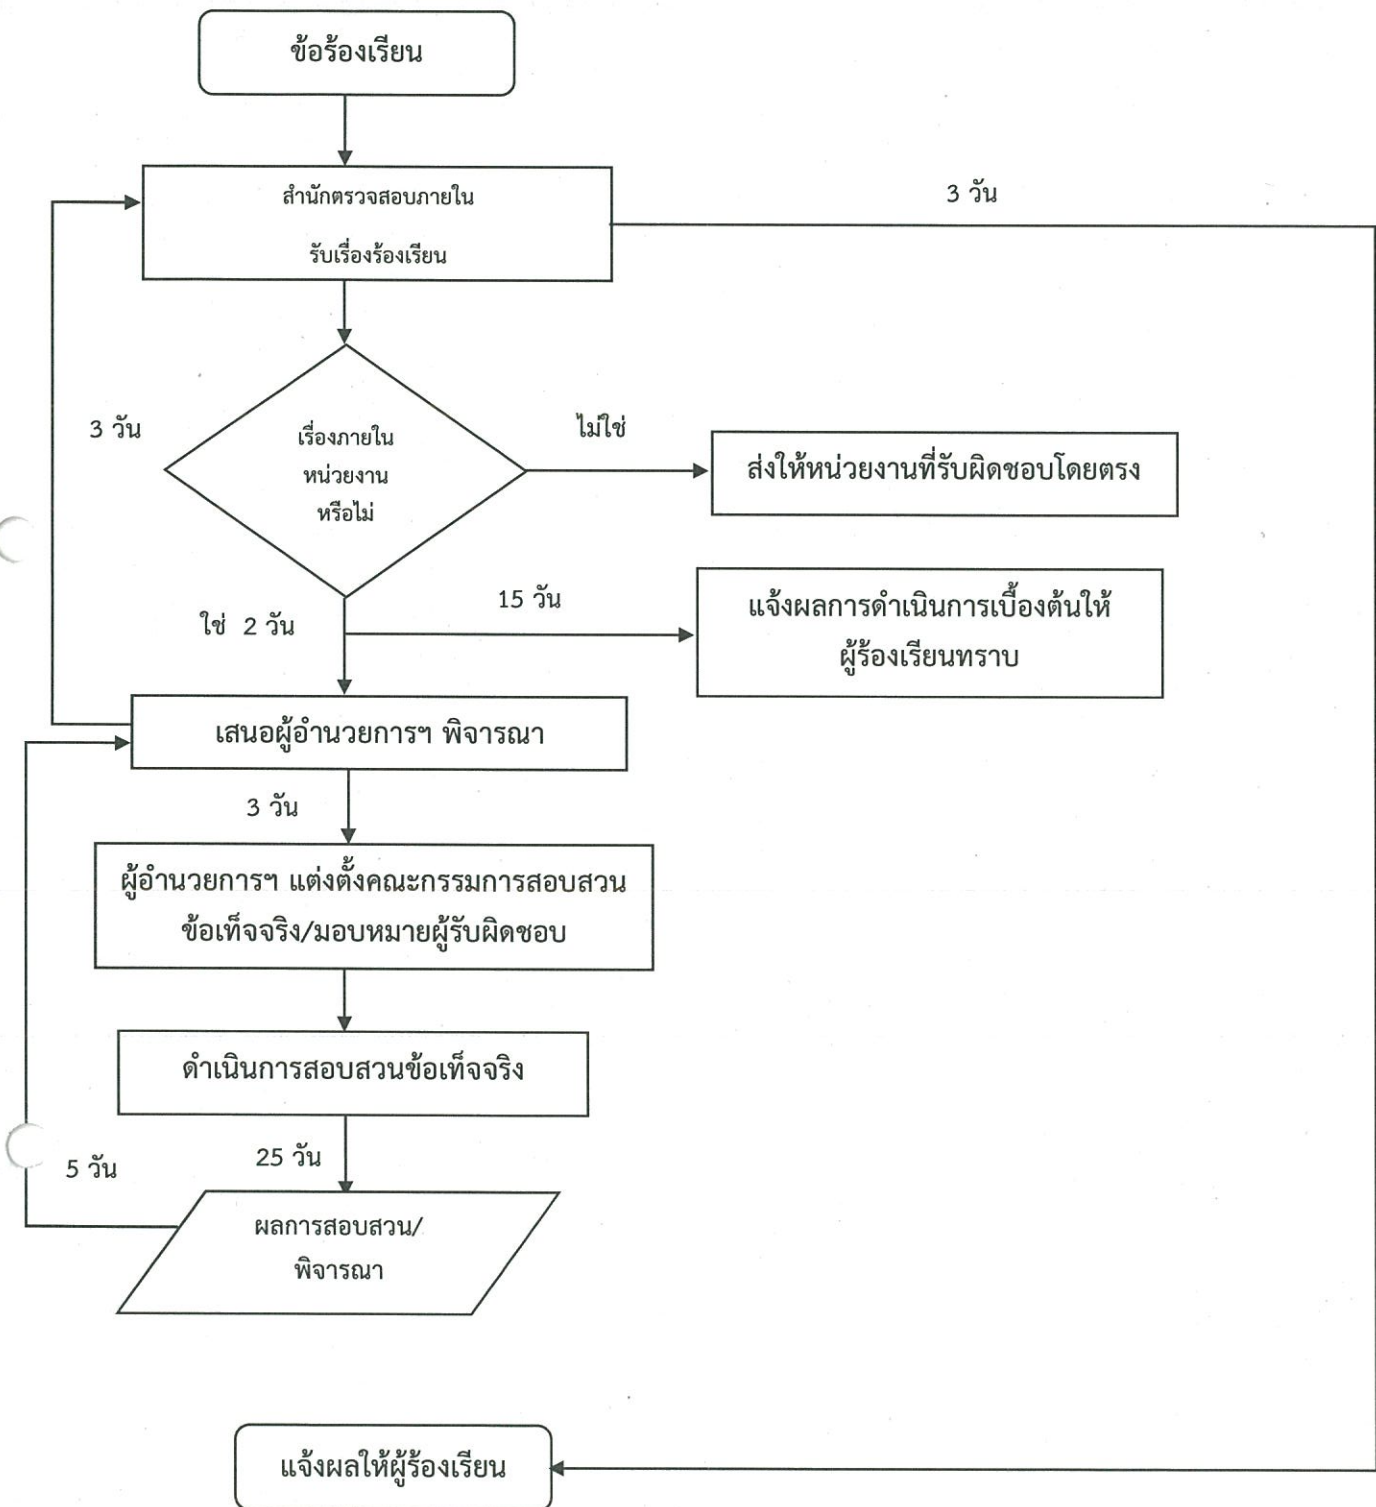 ข้อร้องเรียน
สำนักตรวจสอบภายใน
รับเรื่องร้องเรียน
3 วัน
3 วัน
เรื่องภายใน
หน่วยงาน
หรือไม่
ไม่ใช่
ส่งให้หน่วยงานที่รับผิดชอบโดยตรง
ใช่ 2 วัน
15 วัน
แจ้งผลการดำเนินการเบื้องต้นให้
ผู้ร้องเรียนทราบ
เสนอผู้อำนวยการฯ พิจารณา
3 วัน
ผู้อำนวยการฯ แต่งตั้งคณะกรรมการสอบสวน
ข้อเท็จจริง/มอบหมายผู้รับผิดชอบ
ดำเนินการสอบสวนข้อเท็จจริง
5 วัน
25 วัน
ผลการสอบสวน/
พิจารณา
แจ้งผลให้ผู้ร้องเรียน